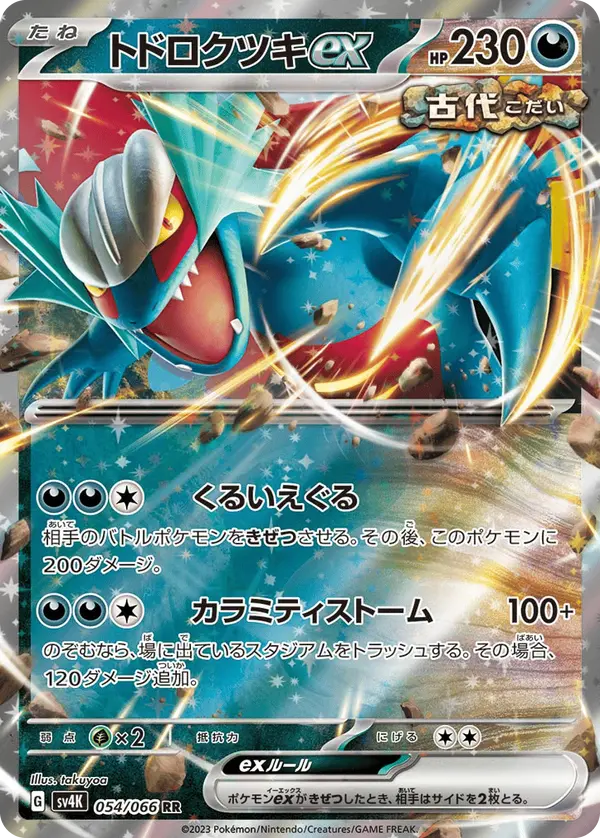 たね トドロクツキex HP230
古代 こだい
くるいえぐる
相手のバトルポケモンをきぜつさせる。その後、このポケモンに
200ダメージ。
カラミティストーム 100+
のぞむなら、場に出ているスタジアムをトラッシュする。その場合、
120ダメージ追加。
弱点 ×2 抵抗力 にげる
Illus. takuyoa
exルール
G sv4K 054/066 RR
ポケモンexがきぜつしたとき、相手はサイドを2枚とる。
©2023 Pokémon/Nintendo/Creatures/GAME FREAK.